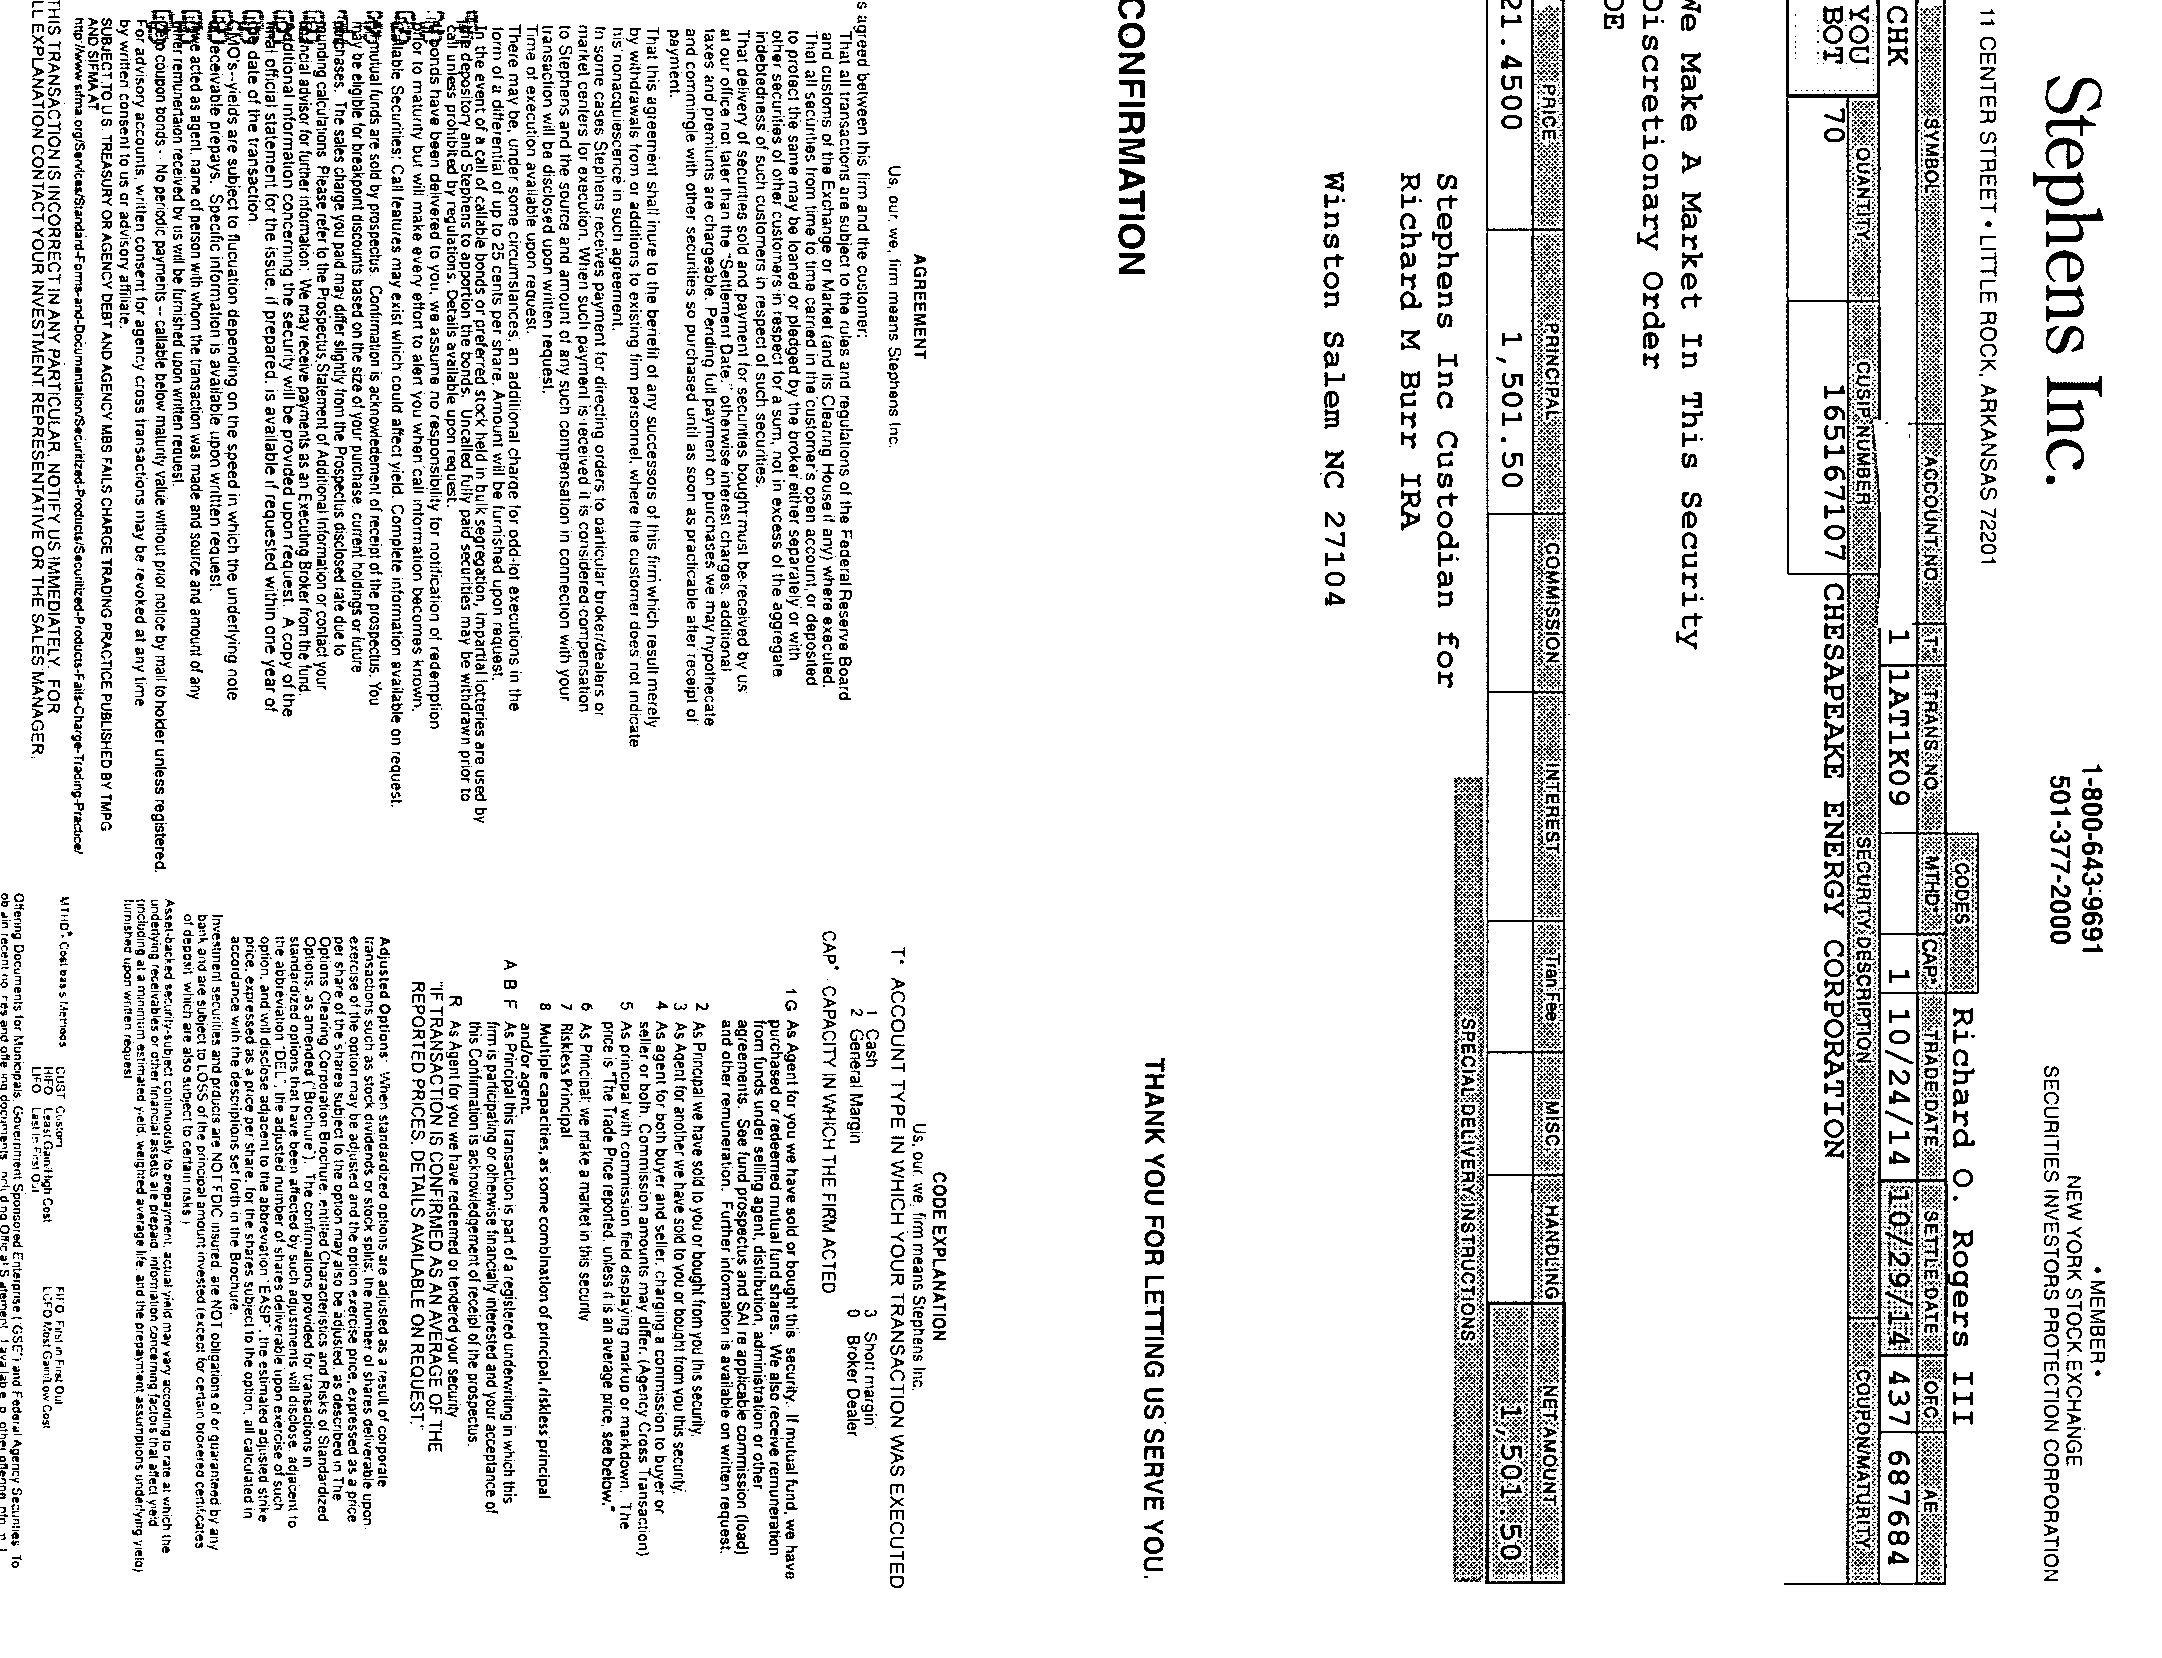 Stephens Inc.
11 CENTER STREET • LITTLE ROCK, ARKANSAS 72201
1-800-643-9691
501-377-2000
• MEMBER •
NEW YORK STOCK EXCHANGE
SECURITIES INVESTORS PROTECTION CORPORATION
CODES
Richard O. Rogers III
SYMBOL ACCOUNT NO. T* TRANS NO. MTHD* CAP* TRADE DATE SETTLE DATE OFC AE
CHK 1 1AT1K09 1 10/24/14 10/29/14 437 687684
YOU BOT
QUANTITY CUSIP NUMBER SECURITY DESCRIPTION COUPON/MATURITY
70 165167107 CHESAPEAKE ENERGY CORPORATION
We Make A Market In This Security
Discretionary Order
DE
PRICE PRINCIPAL COMMISSION INTEREST Tran Fee MISC. HANDLING NET AMOUNT
21.4500 1,501.50 1,501.50
SPECIAL DELIVERY INSTRUCTIONS
Stephens Inc Custodian for
Richard M Burr IRA
Winston Salem NC 27104
CONFIRMATION
THANK YOU FOR LETTING US SERVE YOU.
AGREEMENT
Us, our, we, firm means Stephens Inc.
s agreed between this firm and the customer:
That all transactions are subject to the rules and regulations of the Federal Reserve Board
and customs of the Exchange or Market (and its Clearing House if any) where executed.
That all securities from time to time carried in the customer's open account, or deposited
to protect the same may be loaned or pledged by the broker either separately or with
other securities of other customers in respect for a sum, not in excess of the aggregate
indebtedness of such customers in respect of such securities.
That delivery of securities sold and payment for securities bought must be received by us
at our office not later than the "Settlement Date," otherwise interest charges, additional
taxes and premiums are chargeable. Pending full payment on purchases we may hypothecate
and commingle with other securities so purchased until as soon as practicable after receipt of
payment.
That this agreement shall inure to the benefit of any successors of this firm which result merely
by withdrawals from or additions to existing firm personnel, where the customer does not indicate
his nonacquiescence in such agreement.
In some cases Stephens receives payment for directing orders to particular broker/dealers or
market centers for execution. When such payment is received it is considered compensation
to Stephens and the source and amount of any such compensation in connection with your
transaction will be disclosed upon written request.
Time of execution available upon request.
There may be, under some circumstances, an additional charge for odd-lot executions in the
form of a differential of up to 25 cents per share. Amount will be furnished upon request.
In the event of a call of callable bonds or preferred stock held in bulk segregation, impartial lotteries are used by
the depository and Stephens to apportion the bonds. Uncalled fully paid securities may be withdrawn prior to
call unless prohibited by regulations. Details available upon request.
bonds have been delivered to you, we assume no responsibility for notification of redemption
prior to maturity but will make every effort to alert you when call information becomes known.
Callable Securities: Call features may exist which could affect yield. Complete information available on request.
mutual funds are sold by prospectus. Confirmation is acknowledement of receipt of the prospectus. You
may be eligible for breakpoint discounts based on the size of your purchase, current holdings or future
purchases. The sales charge you paid may differ slightly from the Prospectus disclosed rate due to
rounding calculations. Please refer to the Prospectus, Statement of Additional Information or contact your
financial advisor for further information. We may receive payments as an Executing Broker from the fund.
Additional information concerning the security will be provided upon request. A copy of the
official statement for the issue, if prepared, is available if requested within one year of
the date of the transaction.
CMO's--yields are subject to flucuation depending on the speed in which the underlying note
receivable prepays. Specific information is available upon written request.
we acted as agent, name of person with whom the transaction was made and source and amount of any
other remuneration received by us will be furnished upon written request.
Zero coupon bonds - No periodic payments -- callable below maturity value without prior notice by mail to holder unless registered.
For advisory accounts, written consent for agency cross transactions may be revoked at any time
by written consent to us or advisory affiliate.
SUBJECT TO U.S. TREASURY OR AGENCY DEBT AND AGENCY MBS FAILS CHARGE TRADING PRACTICE PUBLISHED BY TMPG
AND SIFMA AT
http://www.sifma.org/Services/Standard-Forms-and-Documentation/Securitized-Products/Securitized-Products-Fails-Charge-Trading-Practice/
THIS TRANSACTION IS INCORRECT IN ANY PARTICULAR, NOTIFY US IMMEDIATELY. FOR
LL EXPLANATION CONTACT YOUR INVESTMENT REPRESENTATIVE OR THE SALES MANAGER.
CODE EXPLANATION
Us, our, we, firm means Stephens Inc.
T* ACCOUNT TYPE IN WHICH YOUR TRANSACTION WAS EXECUTED
1 Cash 3 Short margin
2 General Margin 0 Broker Dealer
CAP* CAPACITY IN WHICH THE FIRM ACTED
1 G As Agent for you we have sold or bought this security. If mutual fund, we have
purchased or redeemed mutual fund shares. We also receive remuneration
from funds under selling agent, distribution, administration or other
agreements. See fund prospectus and SAI re applicable commission (load)
and other remuneration. Further information is available on written request.
2 As Principal we have sold to you or bought from you this security.
3 As Agent for another we have sold to you or bought from you this security.
4 As agent for both buyer and seller, charging a commission to buyer or
seller or both. Commission amounts may differ. (Agency Cross Transaction)
5 As principal with commission field displaying markup or markdown. The
price is "The Trade Price reported, unless it is an average price, see below."
6 As Principal; we make a market in this security
7 Riskless Principal
8 Multiple capacities, as some combination of principal, riskless principal
and/or agent.
A B F As Principal this transaction is part of a registered underwriting in which this
firm is participating or otherwise financially interested and your acceptance of
this Confirmation is acknowledgement of receipt of the prospectus.
R As Agent for you we have redeemed or tendered your security
"IF TRANSACTION IS CONFIRMED AS AN AVERAGE OF THE
REPORTED PRICES, DETAILS AVAILABLE ON REQUEST."
Adjusted Options: When standardized options are adjusted as a result of corporate
transactions such as stock dividends or stock splits, the number of shares deliverable upon
exercise of the option may be adjusted and the option exercise price, expressed as a price
per share of the shares subject to the option may also be adjusted, as described in The
Options Clearing Corporation Brochure, entitled Characteristics and Risks of Standardized
Options, as amended ("Brochure"). The confirmations provided for transactions in
standardized options that have been affected by such adjustments will disclose, adjacent to
the abbreviation "DEL", the adjusted number of shares deliverable upon exercise of such
option, and will disclose adjacent to the abbreviation "EASP", the estimated adjusted strike
price, expressed as a price per share, for the shares subject to the option, all calculated in
accordance with the descriptions set forth in the Brochure.
Investment securities and products are NOT FDIC insured, are NOT obligations of or guaranteed by any
bank and are subject to LOSS of the principal amount invested (except for certain brokered certificates
of deposit which are also subject to certain risks.)
Asset-backed security-subject continuously to prepayment; actual yield may vary according to rate at which the
underlying receivables or other financial assets are prepaid; information concerning factors that affect yield
(including at a minimum estimated yield, weighted average life, and the prepayment assumptions underlying yield)
furnished upon written request
MTHD* Cost basis Methods CUST Custom FIFO First in First Out
HIFO Least Gain/High Cost LCFO Most Gain/Low Cost
LIFO Last In-First Out
Offering Documents for Municipals, Government Sponsored Enterprise ("GSE") and Federal Agency Securities: To